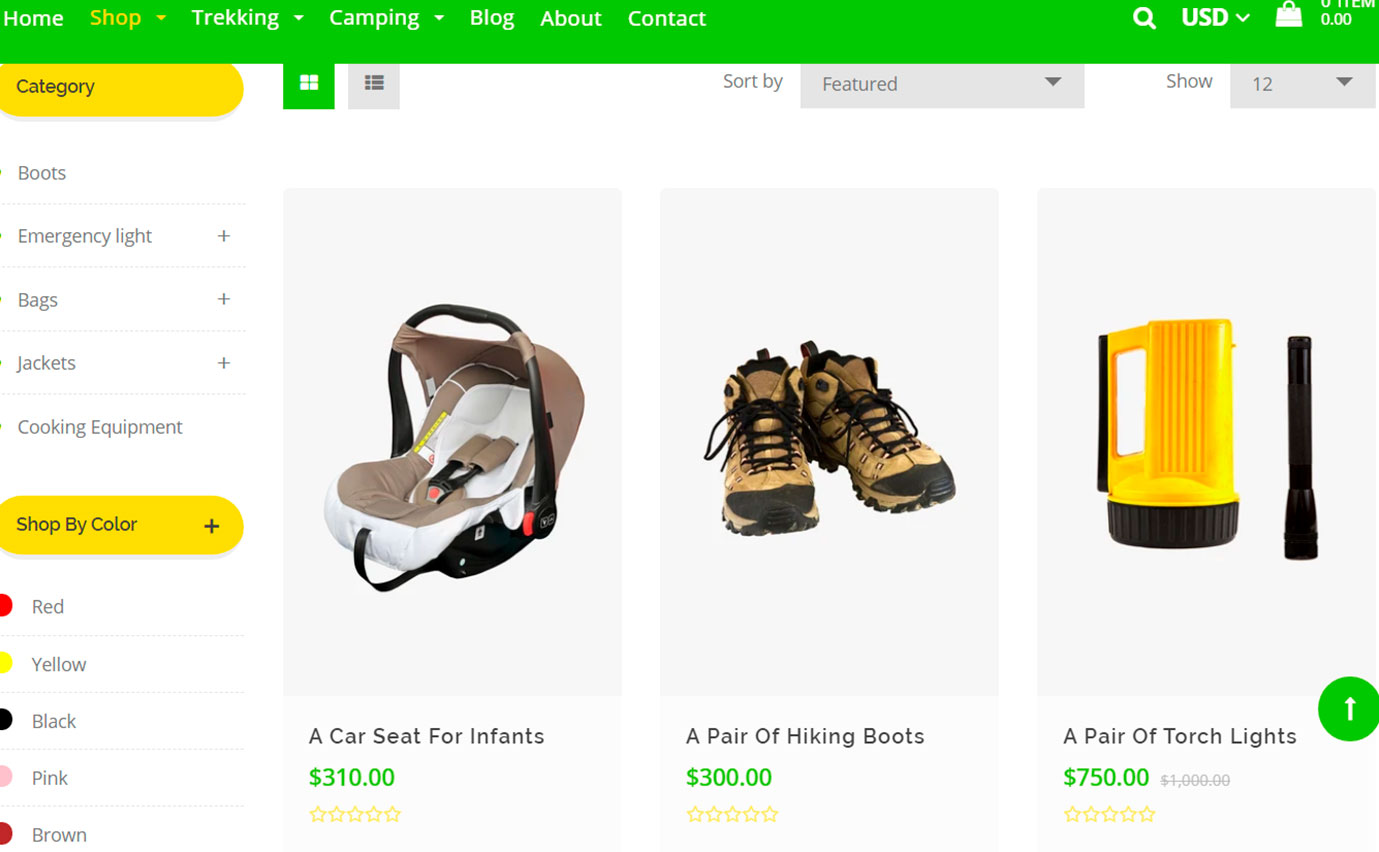 Home Shop Trekking Camping Blog About Contact USD 0 ITEM
0.00
Category
Sort by Featured Show 12
Boots
Emergency light +
Bags +
Jackets +
Cooking Equipment
Shop By Color +
Red
Yellow
Black
Pink
Brown
A Car Seat For Infants
$310.00
A Pair Of Hiking Boots
$300.00
A Pair Of Torch Lights
$750.00 $1,000.00